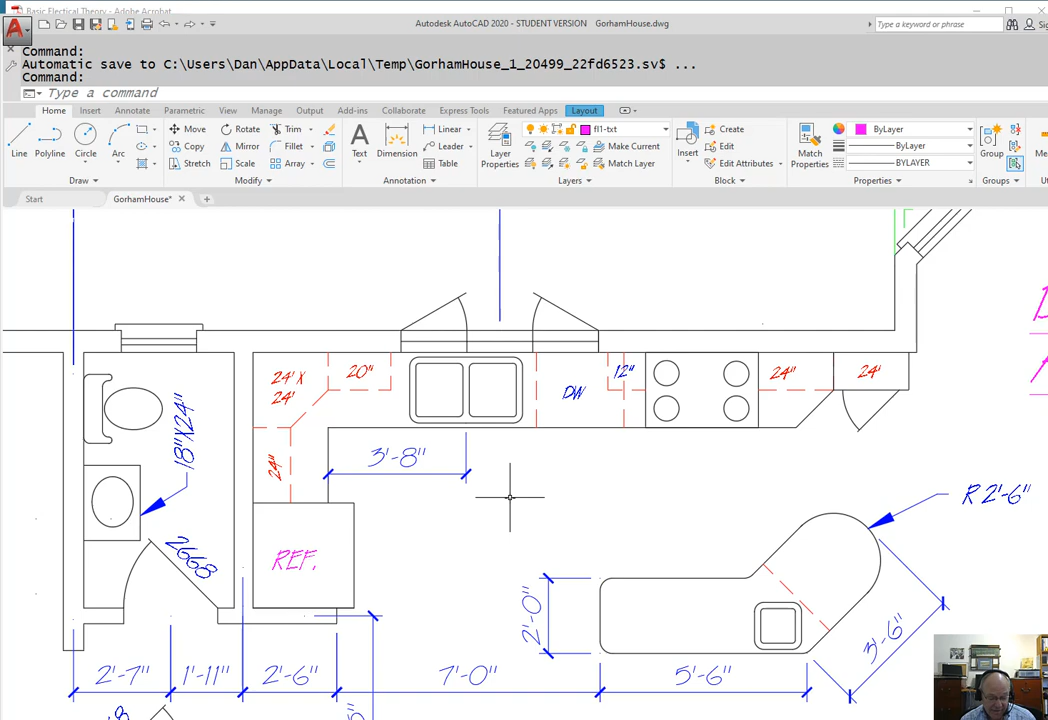 Basic Electical Theory - Adobe Acrobat
Autodesk AutoCAD 2020 - STUDENT VERSION GorhamHouse.dwg
Type a keyword or phrase
Command:
Automatic save to C:\Users\Dan\AppData\Local\Temp\GorhamHouse_1_20499_22fd6523.sv$ ...
Command:
Type a command
Home Insert Annotate Parametric View Manage Output Add-ins Collaborate Express Tools Featured Apps Layout
Line Polyline Circle Arc
Move Rotate Trim
Copy Mirror Fillet
Stretch Scale Array
Text Dimension
Linear
Leader
Table
Layer Properties
fl1-txt
Make Current
Match Layer
Insert
Create
Edit
Edit Attributes
Match Properties
ByLayer
ByLayer
BYLAYER
Group
Draw Modify Annotation Layers Block Properties Groups
Start GorhamHouse*
24' X
24'
20"
DW
12"
24"
24'
18"X24"
24"
3'-8"
R 2'-6"
2668
REF.
2'-0"
3'-6"
2'-7" 1'-11" 2'-6" 7'-0" 5'-6"